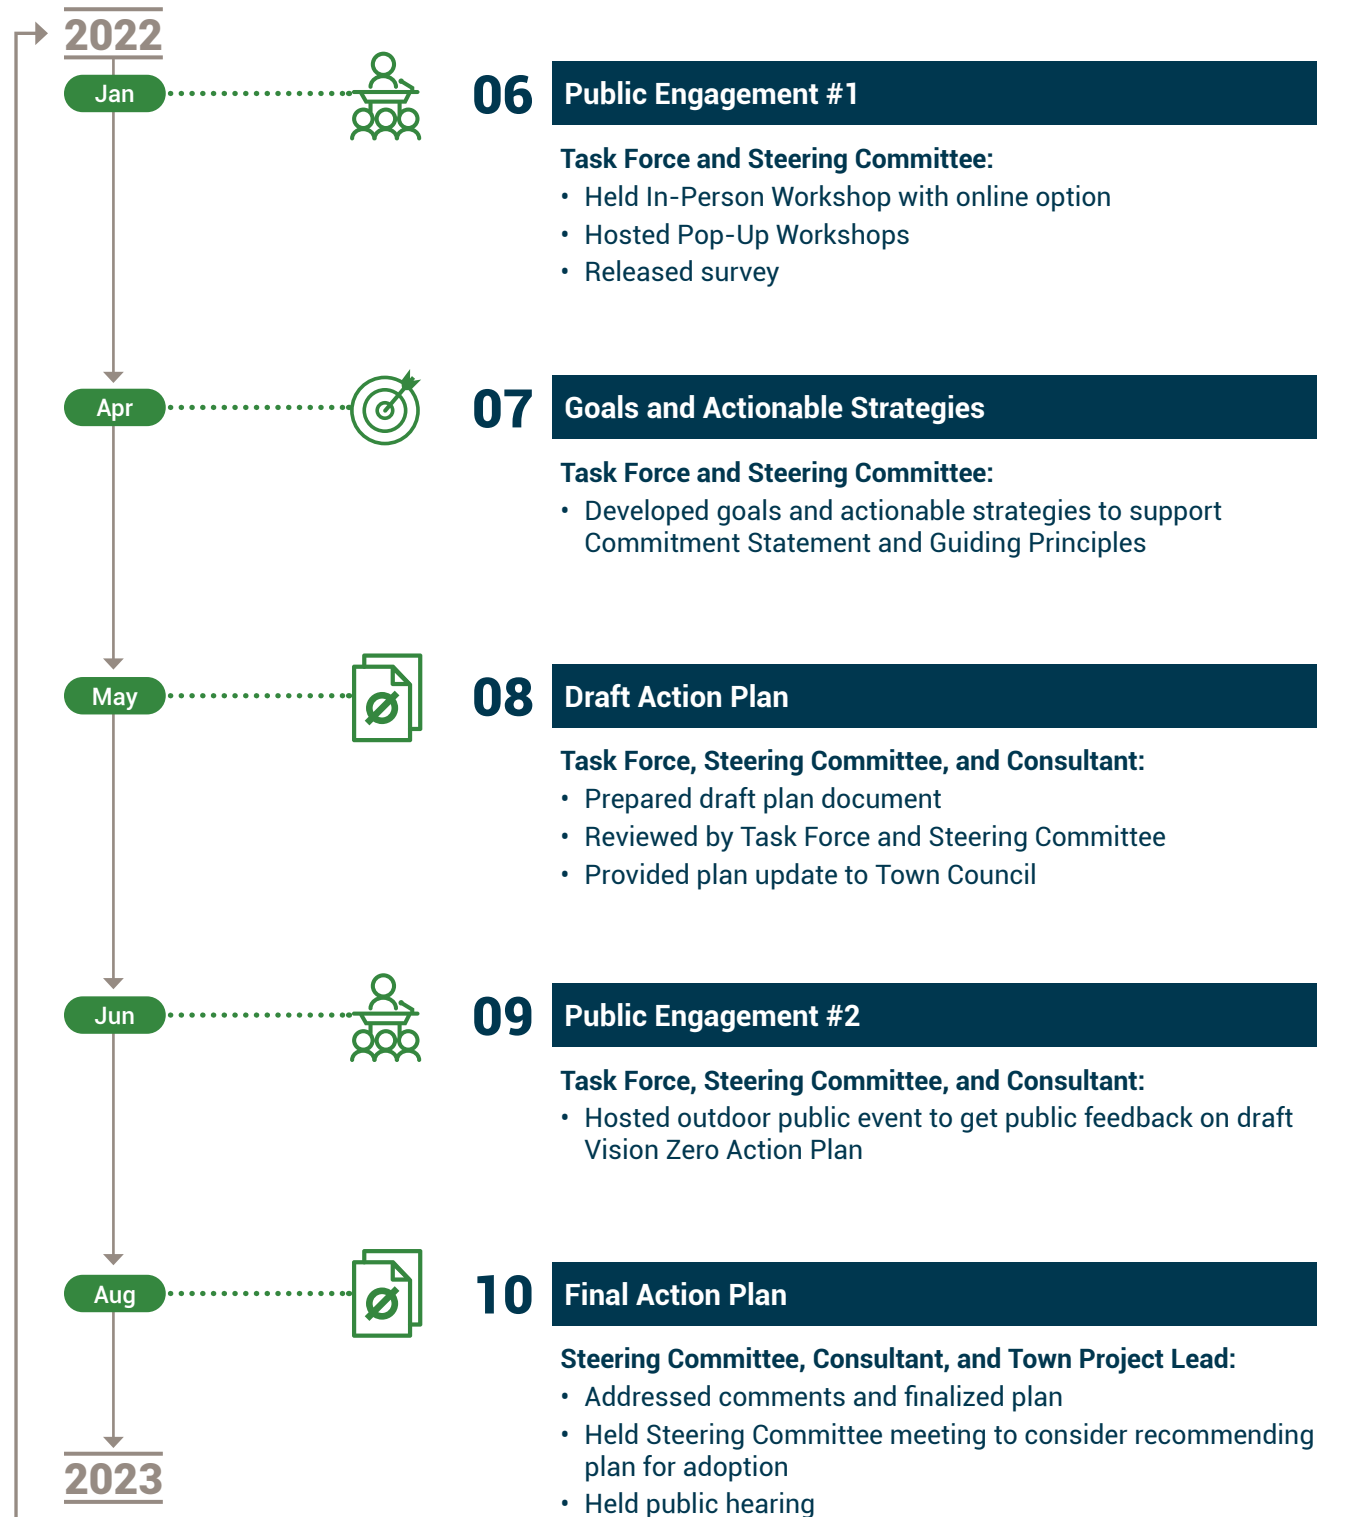 2022
Jan
06
Public Engagement #1
Task Force and Steering Committee:
• Held In-Person Workshop with online option
• Hosted Pop-Up Workshops
• Released survey
Apr
07
Goals and Actionable Strategies
Task Force and Steering Committee:
• Developed goals and actionable strategies to support
Commitment Statement and Guiding Principles
May
08
Draft Action Plan
Task Force, Steering Committee, and Consultant:
• Prepared draft plan document
• Reviewed by Task Force and Steering Committee
• Provided plan update to Town Council
Jun
09
Public Engagement #2
Task Force, Steering Committee, and Consultant:
• Hosted outdoor public event to get public feedback on draft
Vision Zero Action Plan
Aug
10
Final Action Plan
Steering Committee, Consultant, and Town Project Lead:
• Addressed comments and finalized plan
• Held Steering Committee meeting to consider recommending
plan for adoption
• Held public hearing
2023